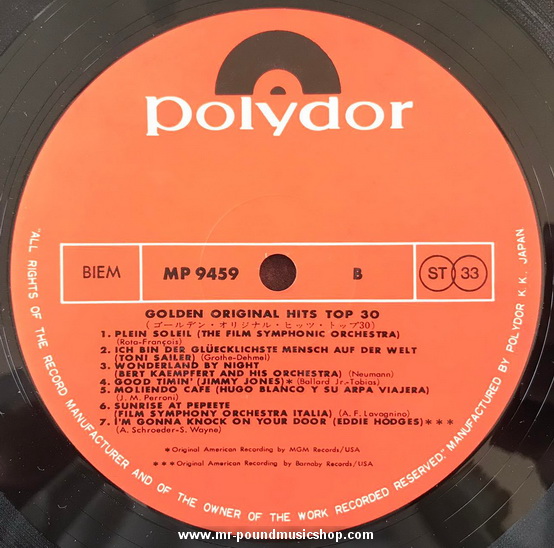 polydor
BIEM
MP 9459
B
ST 33
GOLDEN ORIGINAL HITS TOP 30
(ゴールデン・オリジナル・ヒッツ・トップ30)
1. PLEIN SOLEIL (THE FILM SYMPHONIC ORCHESTRA)
(Rota-Français)
2. ICH BIN DER GLÜECKLICHSTE MENSCH AUF DER WELT
(TONI SAILER) (Grothe-Dehmel)
3. WONDERLAND BY NIGHT
(BERT KAEMPFERT AND HIS ORCHESTRA) (Neumann)
4. GOOD TIMIN' (JIMMY JONES)* (Ballard Jr.-Tobias)
5. MOLIENDO CAFE (HUGO BLANCO Y SU ARPA VIAJERA)
(J. M. Perroni)
6. SUNRISE AT PEPEETE
(FILM SYMPHONY ORCHESTRA ITALIA) (A. F. Lavagnino)
7. I'M GONNA KNOCK ON YOUR DOOR (EDDIE HODGES)***
(A. Schroeder-S. Wayne)
*Original American Recording by MGM Records/USA
***Original American Recording by Barnaby Records/USA
"ALL RIGHTS OF THE RECORD MANUFACTURER AND OF THE OWNER OF THE WORK RECORDED RESERVED." MANUFACTURED BY POLYDOR K.K., JAPAN
www.mr-poundmusicshop.com